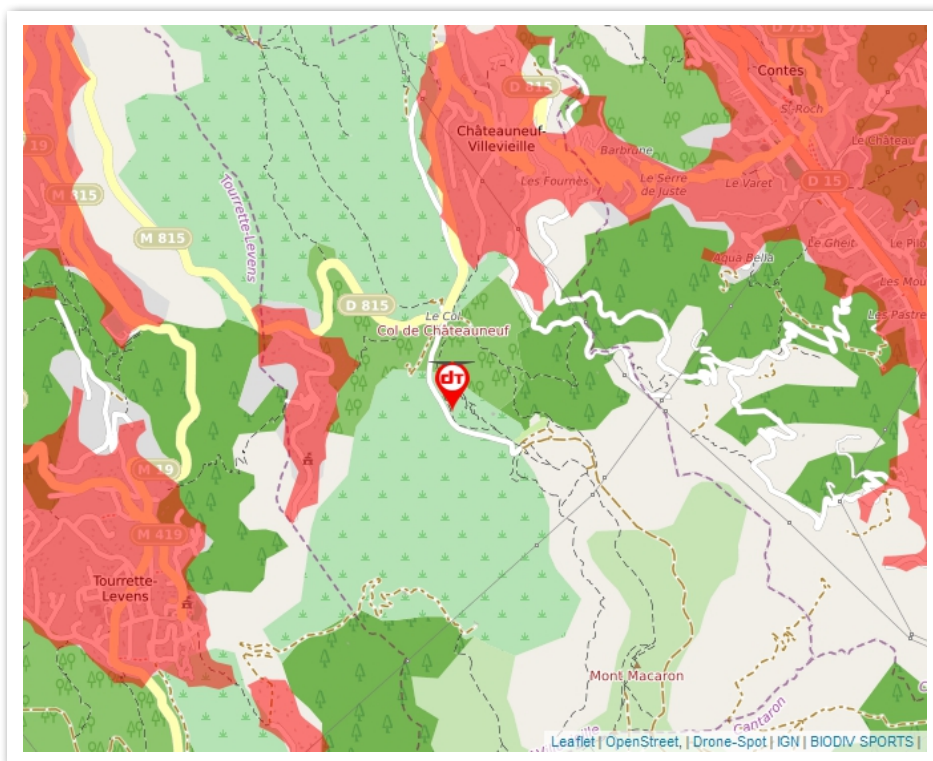 D 715
Contes
D 815
St-Roch
19
Châteauneuf-
Villevieille
Le Château
Barbrune
Les Fournès
Le Serre
de Juste
Le Varet
D 15
M 815
Tourrette-Levens
M 815
Le Gheit
Le Pilo
Aqua Bella
Les Mou
D 815
Le Col
Col de Châteauneuf
Les Pastre
dT
M 19
M 419
Tourrette-
Levens
Mont Macaron
Cantaron
Leaflet | OpenStreet, | Drone-Spot | IGN | BIODIV SPORTS |